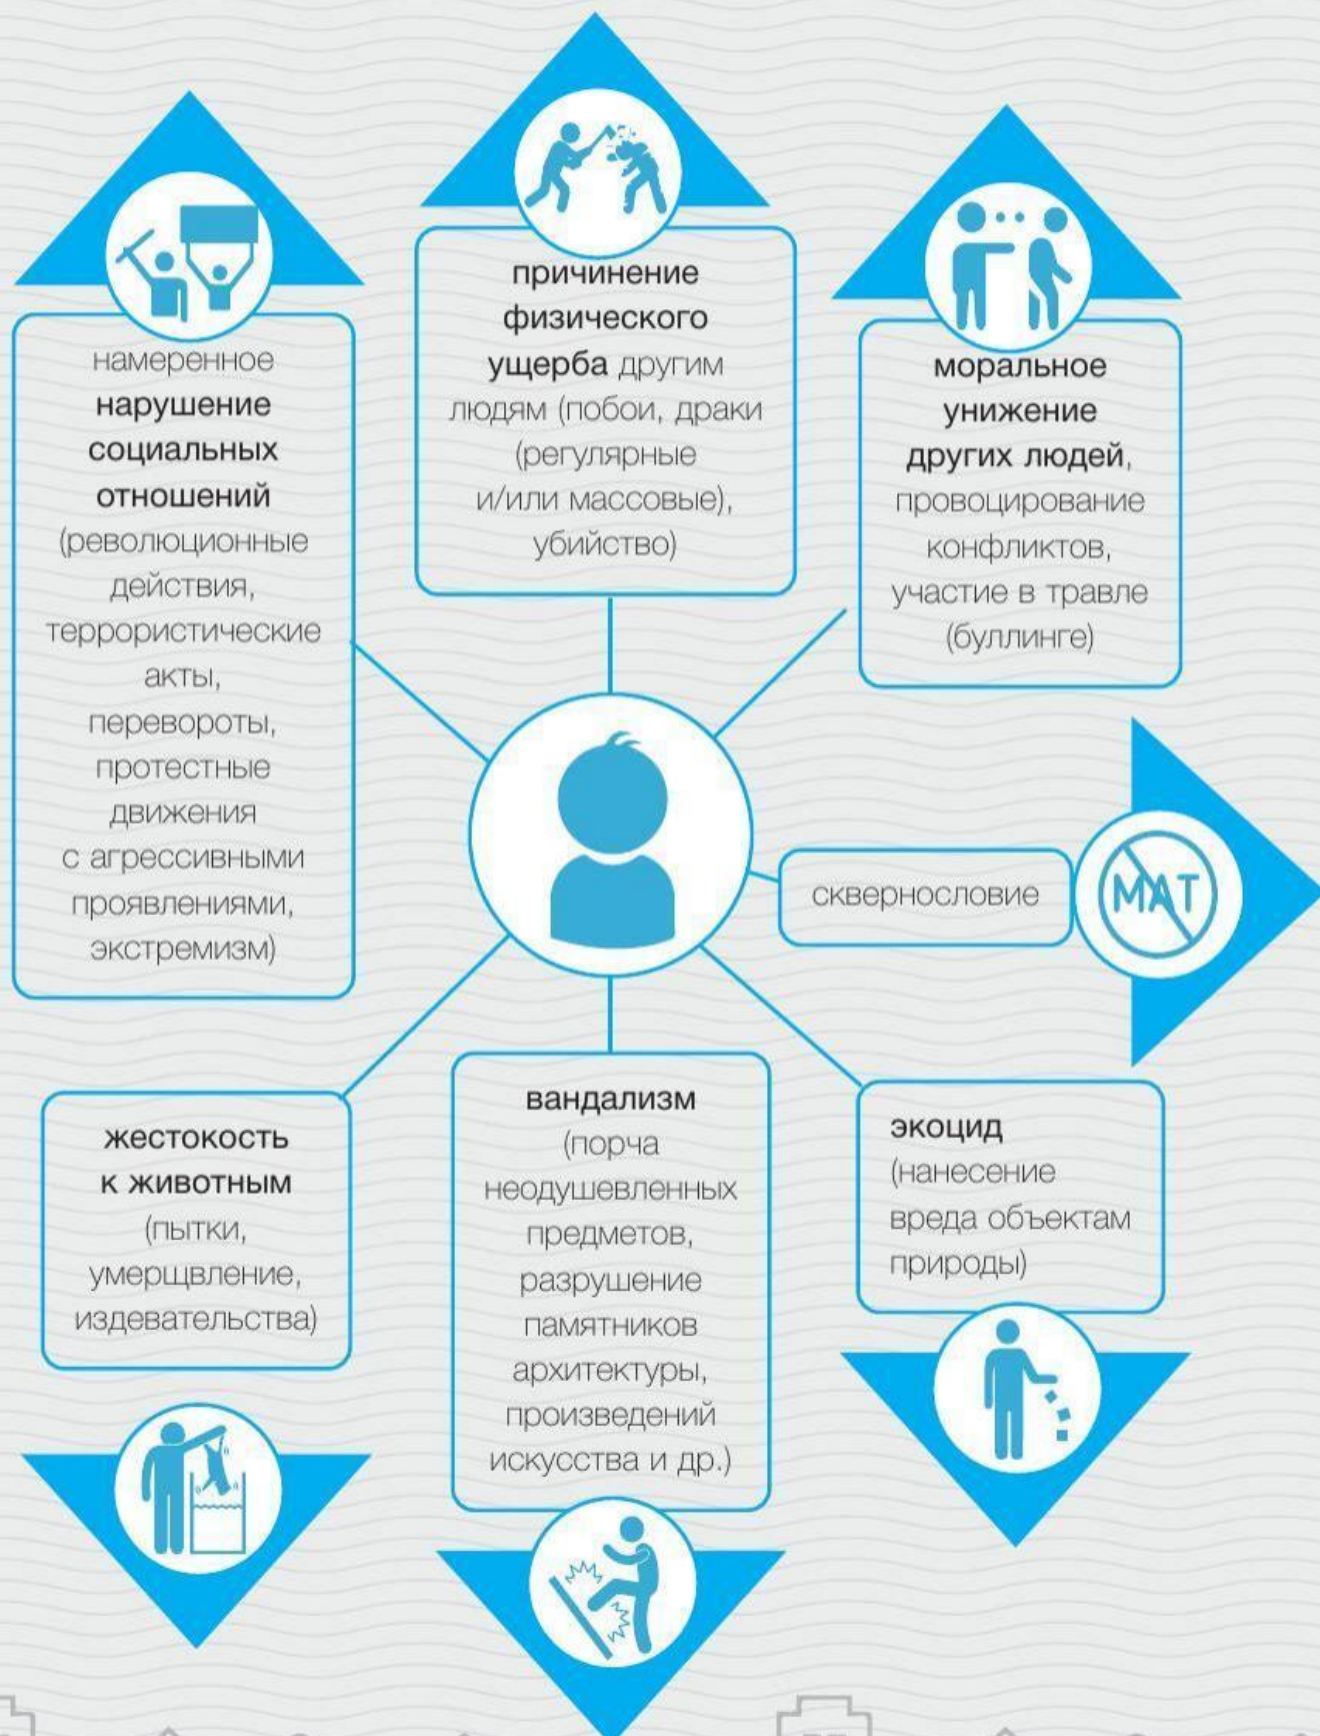 намеренное
нарушение
социальных
отношений
(революционные
действия,
террористические
акты,
перевороты,
протестные
движения
с агрессивными
проявлениями,
экстремизм)
причинение
физического
ущерба другим
людям (побои, драки
(регулярные
и/или массовые),
убийство)
моральное
унижение
других людей,
провоцирование
конфликтов,
участие в травле
(буллинге)
сквернословие
МАТ
жестокость
к животным
(пытки,
умерщвление,
издевательства)
вандализм
(порча
неодушевленных
предметов,
разрушение
памятников
архитектуры,
произведений
искусства и др.)
экоцид
(нанесение
вреда объектам
природы)